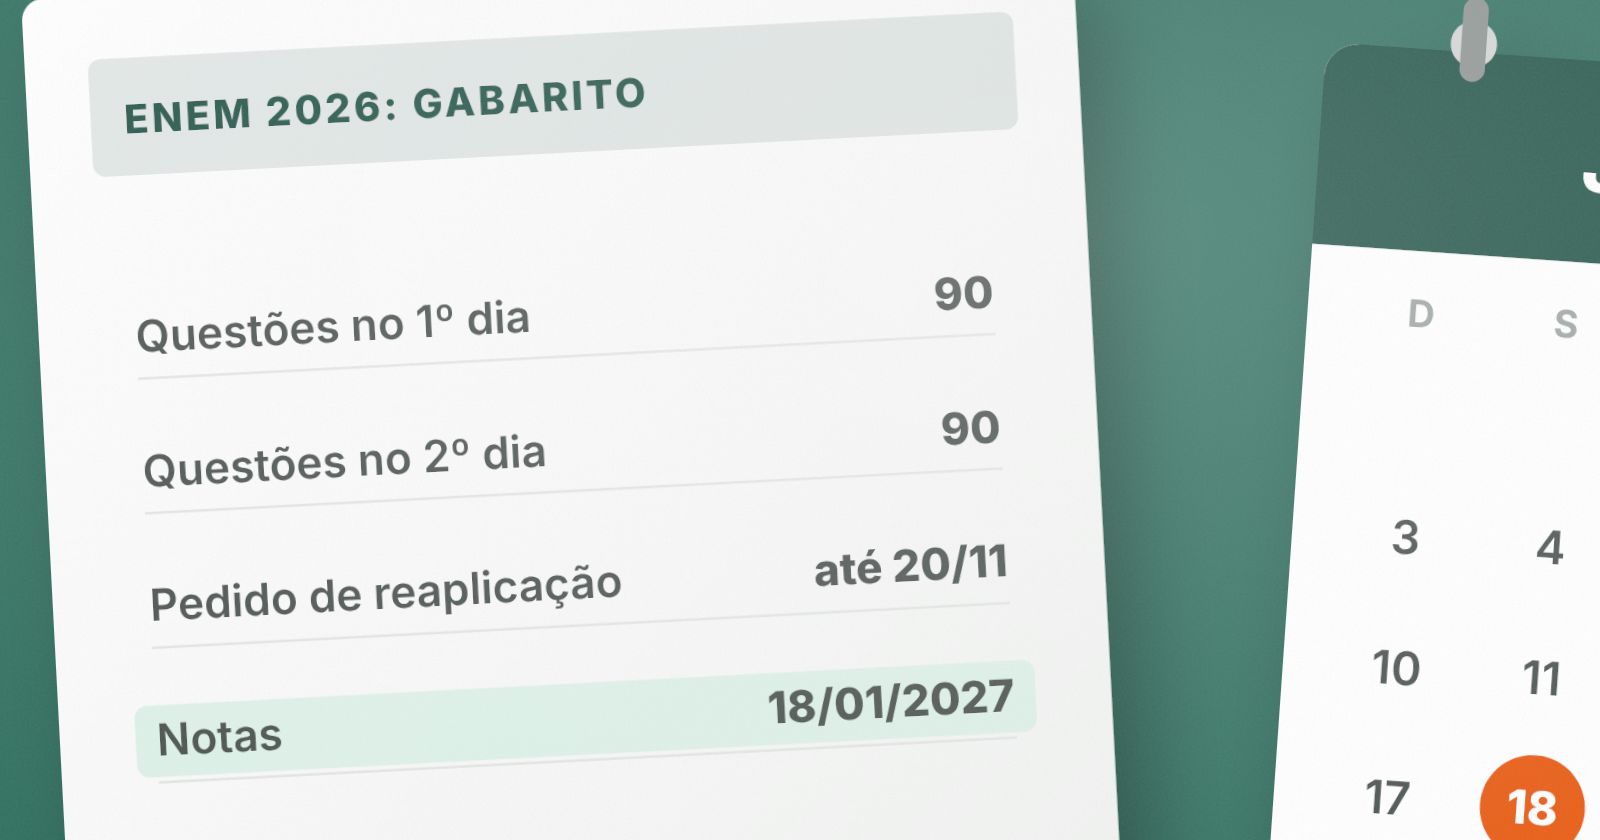 ENEM 2026: GABARITO
Questões no 1º dia 90
Questões no 2º dia 90
Pedido de reaplicação até 20/11
Notas 18/01/2027
D S
3 4
10 11
17 18